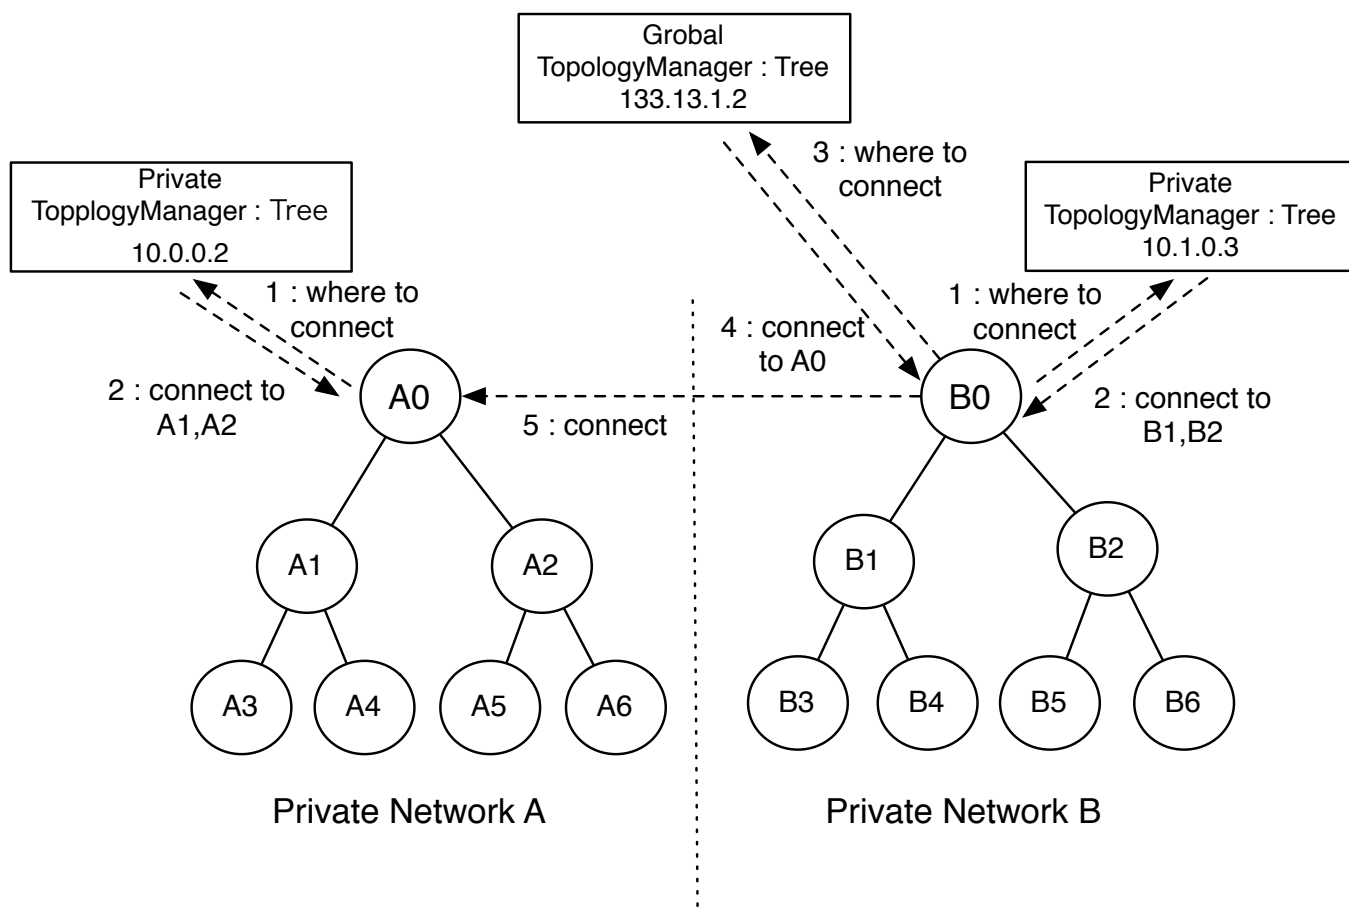 Grobal
TopologyManager : Tree
133.13.1.2
3 : where to
connect
Private
TopplogyManager : Tree
10.0.0.2
Private
TopologyManager : Tree
10.1.0.3
1 : where to
connect
1 : where to
connect
4 : connect
to A0
2 : connect to
A1,A2
A0
5 : connect
B0
2 : connect to
B1,B2
A1
A2
B1
B2
A3
A4
A5
A6
B3
B4
B5
B6
Private Network A
Private Network B